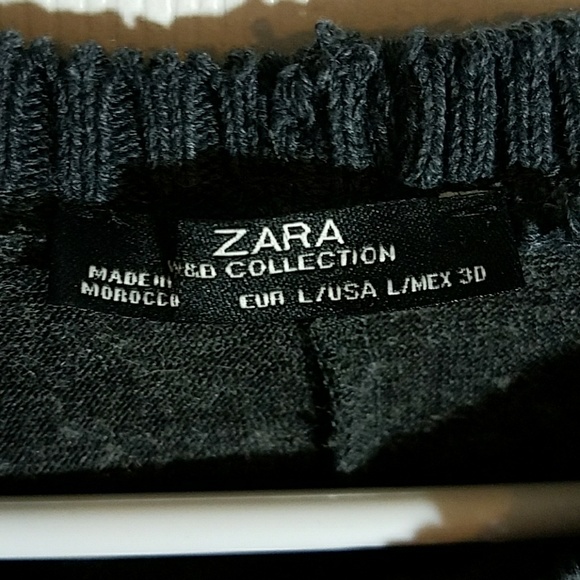 ZARA
W&B COLLECTION
EUR L/USA L/MEX 30
MADE IN
MOROCCO